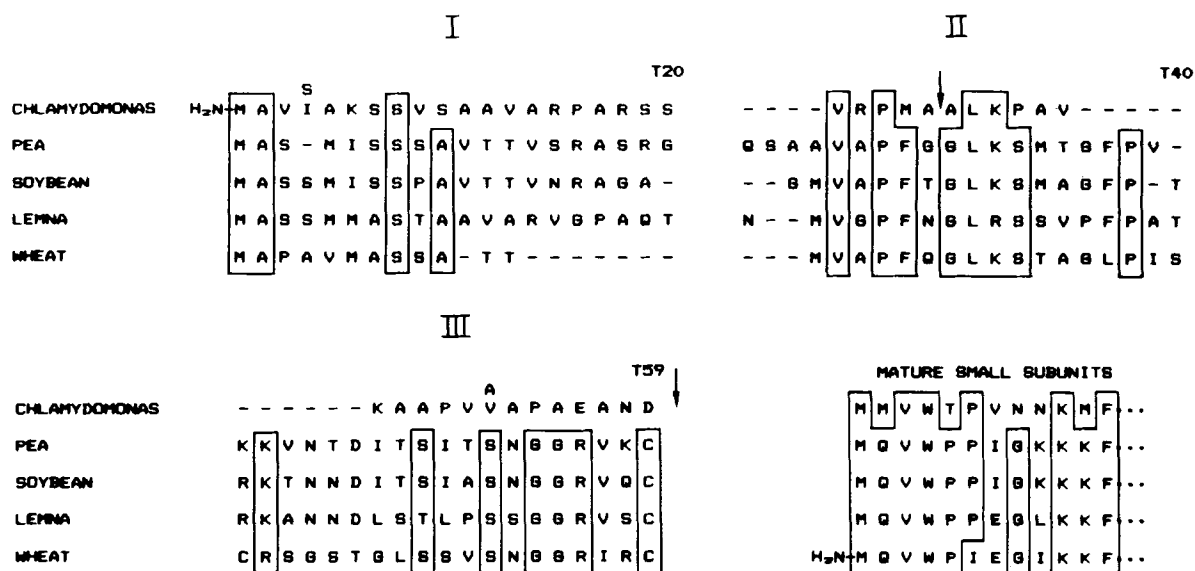 I II
T20 T40
S
CHLAMYDOMONAS H₂N-M A V I A K S S V S A A V A R P A R S S - - - - V R P M A A L K P A V - - - - -
PEA M A S - M I S S S A V T T V S R A S R G Q S A A V A P F G G L K S M T G F P V -
SOYBEAN M A S S M I S S P A V T T V N R A G A - - - G M V A P F T G L K S M A G F P - T
LEMNA M A S S M M A S T A A V A R V G P A Q T N - - M V G P F N G L R S S V P F P A T
WHEAT M A P A V M A S S A - T T - - - - - - - - - - M V A P F Q G L K S T A G L P I S
III
T59 MATURE SMALL SUBUNITS
A
CHLAMYDOMONAS - - - - - - K A A P V V A P A E A N D M M V W T P V N N K M F ··
PEA K K V N T D I T S I T S N G G R V K C M Q V W P P I G K K K F ··
SOYBEAN R K T N N D I T S I A S N G G R V Q C M Q V W P P I G K K K F ··
LEMNA R K A N N D L S T L P S S G G R V S C M Q V W P P E G L K K F ··
WHEAT C R S G S T G L S S V S N G G R I R C H₂N-M Q V W P I E G I K K F ··